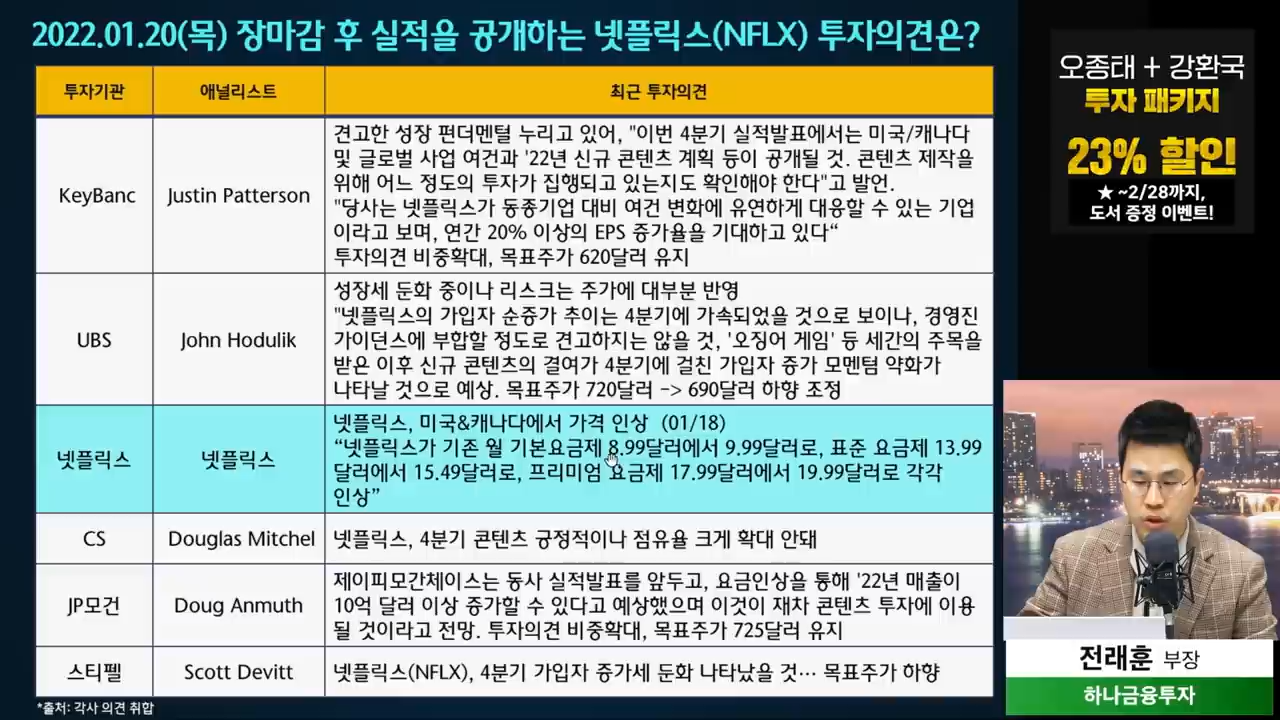 2022.01.20(목) 장마감 후 실적을 공개하는 넷플릭스(NFLX) 투자의견은?
투자기관 애널리스트 최근 투자의견
KeyBanc
Justin Patterson
견고한 성장 펀더멘털 누리고 있어, "이번 4분기 실적발표에서는 미국/캐나다
및 글로벌 사업 여건과 '22년 신규 콘텐츠 계획 등이 공개될 것. 콘텐츠 제작을
위해 어느 정도의 투자가 집행되고 있는지도 확인해야 한다"고 발언.
"당사는 넷플릭스가 동종기업 대비 여건 변화에 유연하게 대응할 수 있는 기업
이라고 보며, 연간 20% 이상의 EPS 증가율을 기대하고 있다“
투자의견 비중확대, 목표주가 620달러 유지
UBS
John Hodulik
성장세 둔화 중이나 리스크는 주가에 대부분 반영
"넷플릭스의 가입자 순증가 추이는 4분기에 가속되었을 것으로 보이나, 경영진
가이던스에 부합할 정도로 견고하지는 않을 것, '오징어 게임' 등 세간의 주목을
받은 이후 신규 콘텐츠의 결여가 4분기에 걸친 가입자 증가 모멘텀 약화가
나타날 것으로 예상. 목표주가 720달러 -> 690달러 하향 조정
넷플릭스
넷플릭스
넷플릭스, 미국&캐나다에서 가격 인상 (01/18)
“넷플릭스가 기존 월 기본요금제 8.99달러에서 9.99달러로, 표준 요금제 13.99
달러에서 15.49달러로, 프리미엄 요금제 17.99달러에서 19.99달러로 각각
인상”
CS
Douglas Mitchel
넷플릭스, 4분기 콘텐츠 긍정적이나 점유율 크게 확대 안돼
JP모건
Doug Anmuth
제이피모간체이스는 동사 실적발표를 앞두고, 요금인상을 통해 '22년 매출이
10억 달러 이상 증가할 수 있다고 예상했으며 이것이 재차 콘텐츠 투자에 이용
될 것이라고 전망. 투자의견 비중확대, 목표주가 725달러 유지
스티펠
Scott Devitt
넷플릭스(NFLX), 4분기 가입자 증가세 둔화 나타났을 것… 목표주가 하향
*출처: 각사 의견 취합
오종태 + 강환국
투자 패키지
23% 할인
★ ~2/28까지,
도서 증정 이벤트!
전래훈 부장
하나금융투자